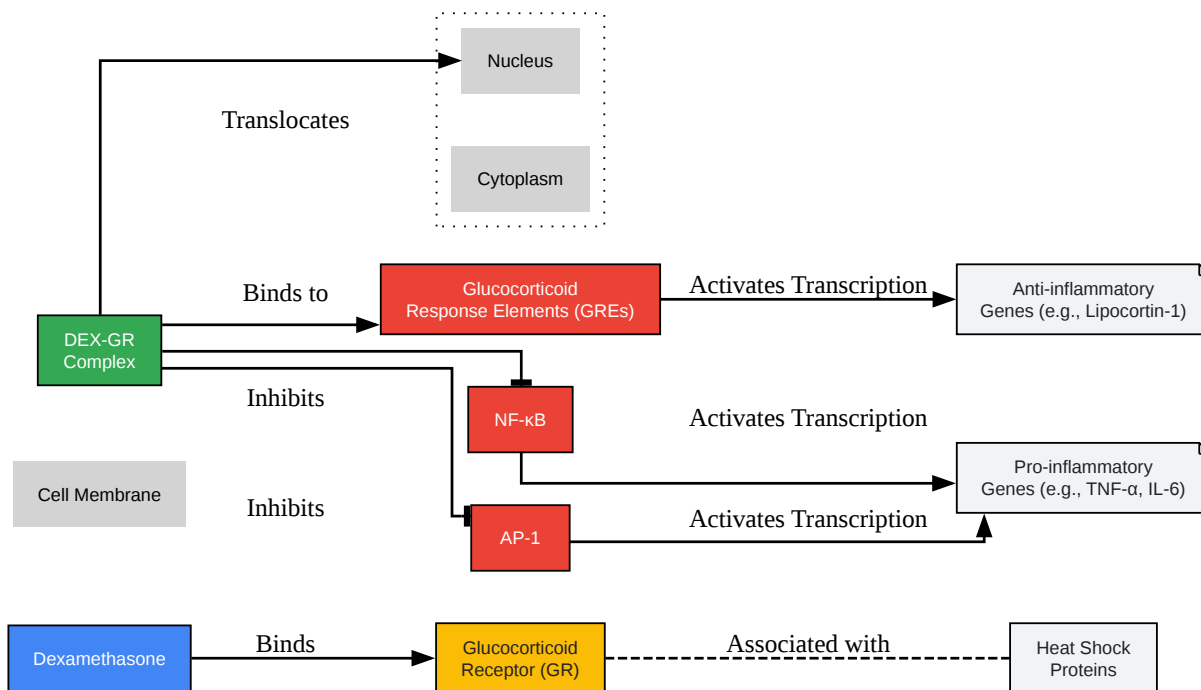 Nucleus
Translocates
Cytoplasm
Binds to
Glucocorticoid
Response Elements (GREs)
Activates Transcription
Anti-inflammatory
Genes (e.g., Lipocortin-1)
DEX-GR
Complex
Inhibits
NF-κB
Activates Transcription
Pro-inflammatory
Genes (e.g., TNF-α, IL-6)
Cell Membrane
Inhibits
AP-1
Activates Transcription
Dexamethasone
Binds
Glucocorticoid
Receptor (GR)
Associated with
Heat Shock
Proteins